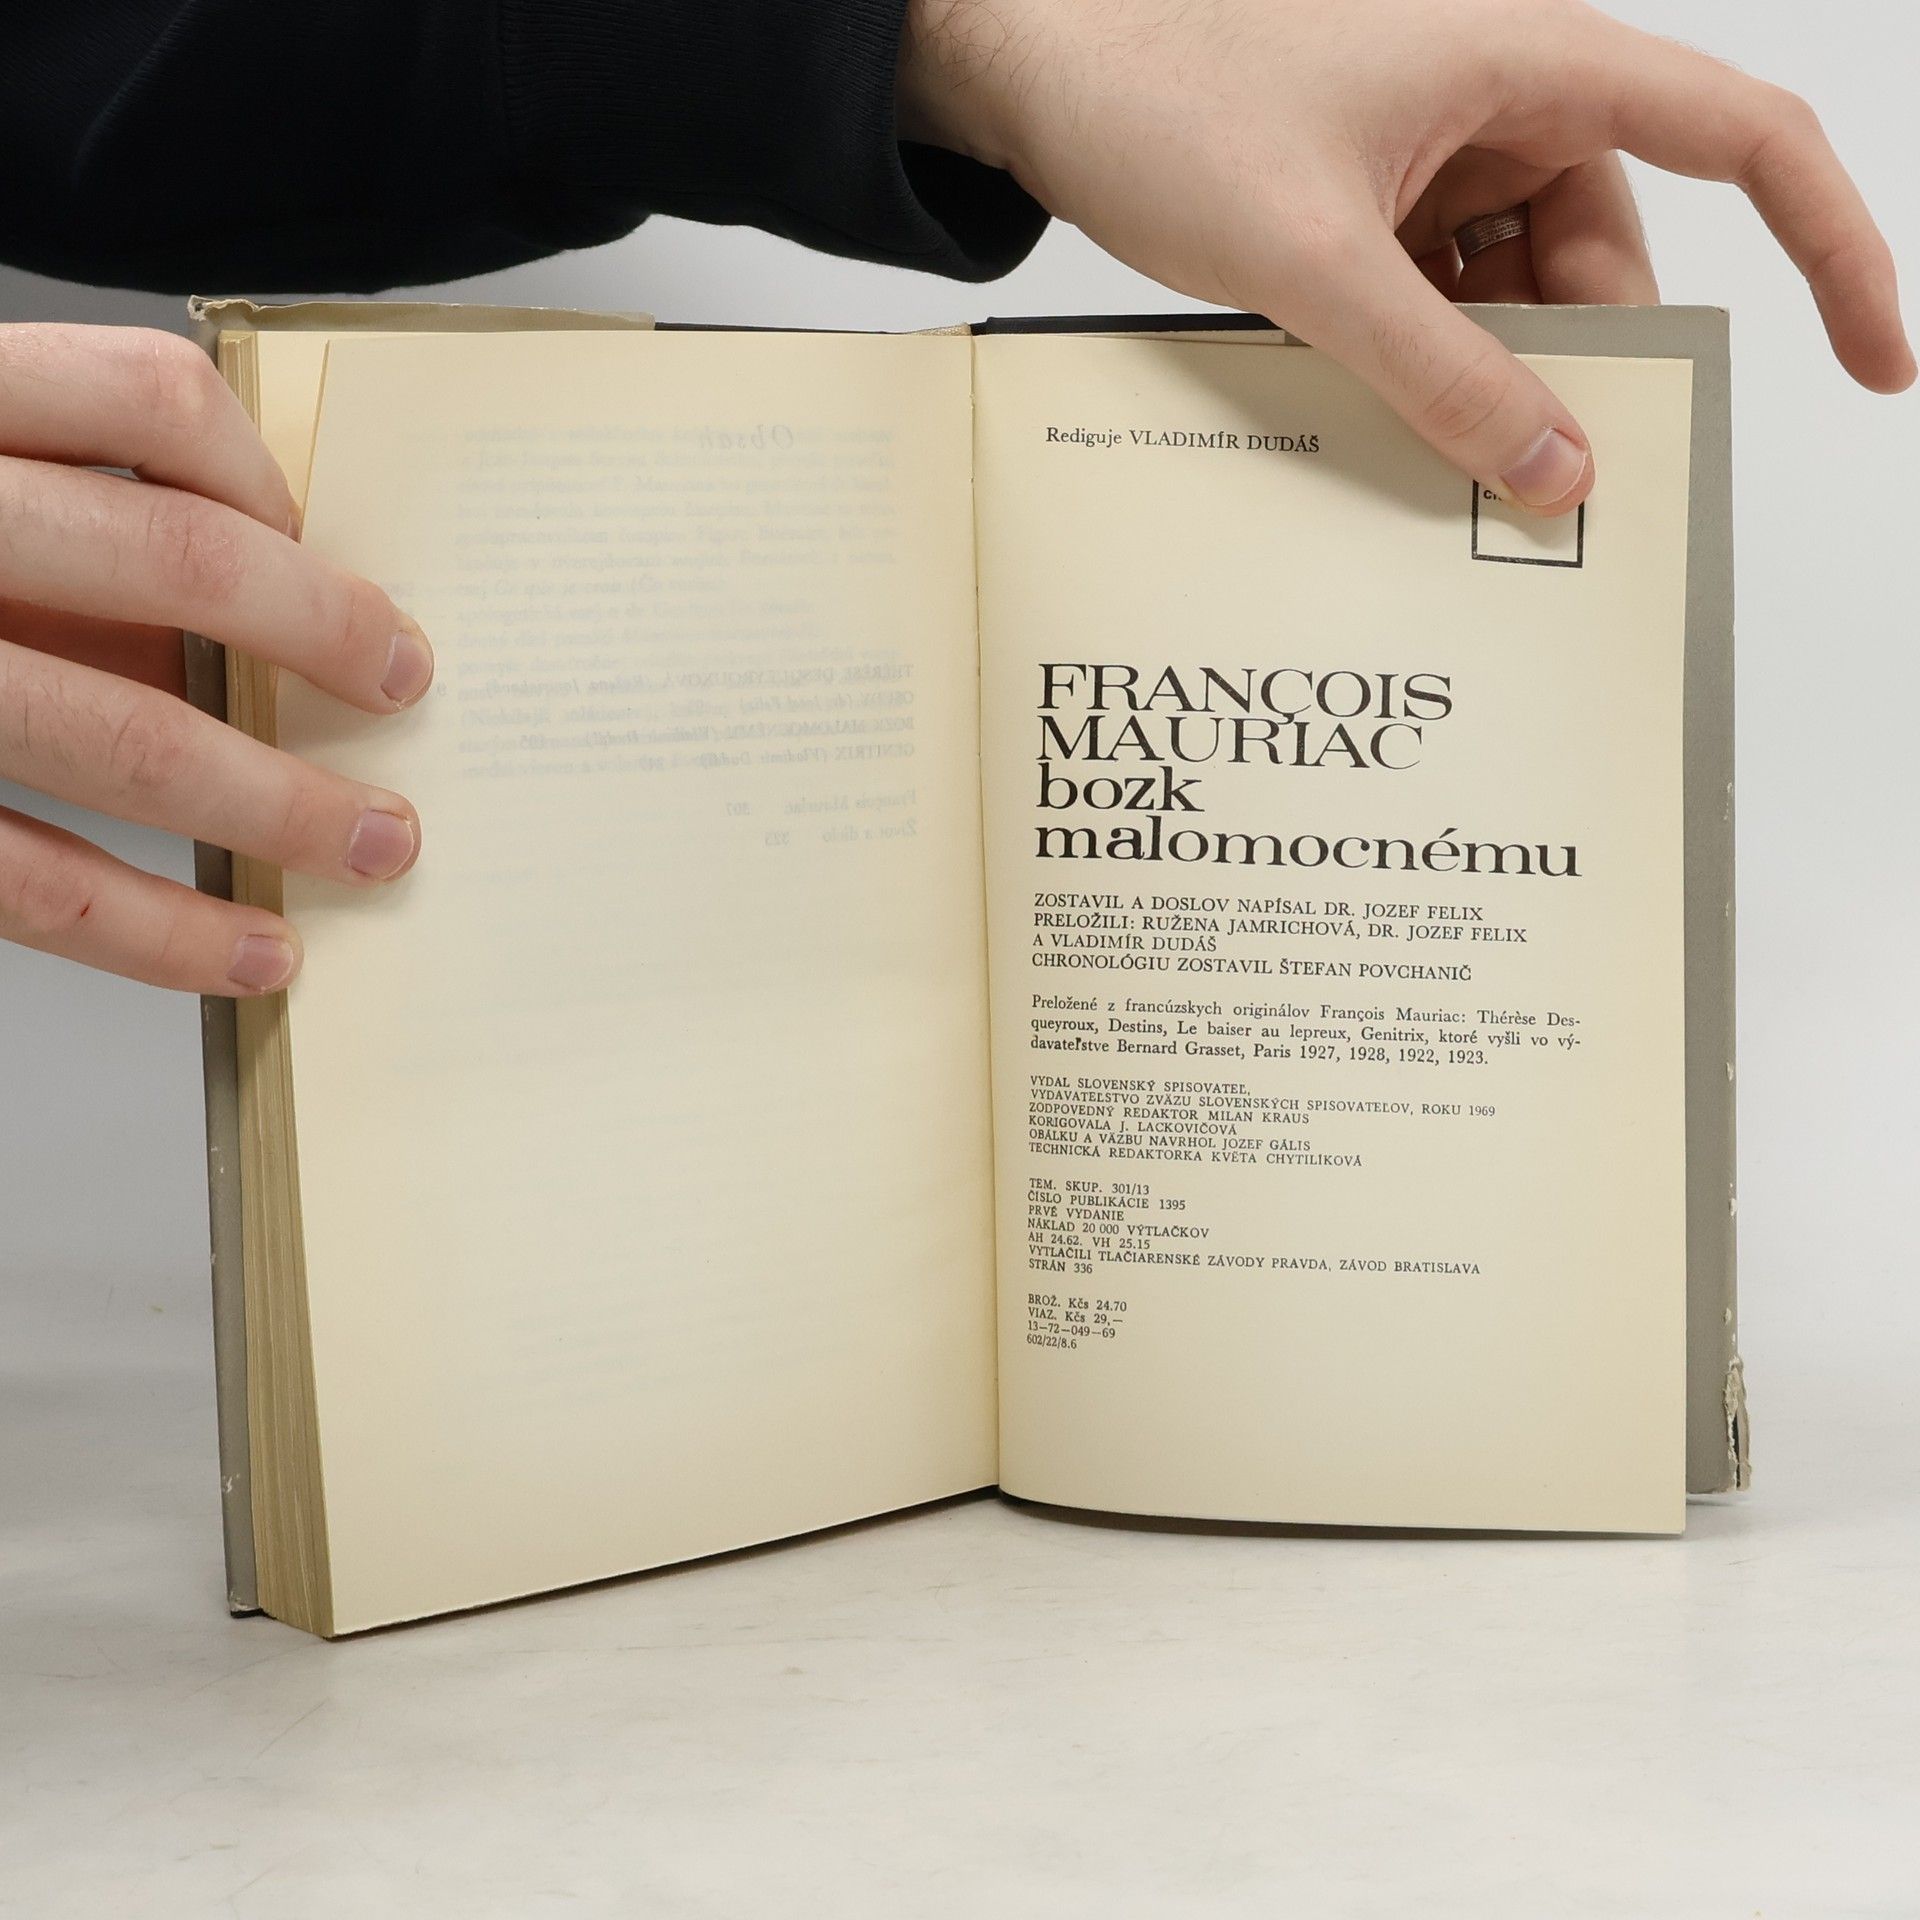 Rediguje VLADIMÍR DUDÁŠ
FRANÇOIS
MAURIAC
bozk
malomocnému
ZOSTAVIL A DOSLOV NAPÍSAL DR. JOZEF FELIX
PRELOŽILI: RUŽENA JAMRICHOVÁ, DR. JOZEF FELIX
A VLADIMÍR DUDÁŠ
CHRONOLÓGIU ZOSTAVIL ŠTEFAN POVCHANIČ
Preložené z francúzskych originálov François Mauriac: Thérèse Des-
queyroux, Destins, Le baiser au lepreux, Genitrix, ktoré vyšli vo vý-
davateľstve Bernard Grasset, Paris 1927, 1928, 1922, 1923.
VYDAL SLOVENSKÝ SPISOVATEĽ,
VYDAVATEĽSTVO ZVÄZU SLOVENSKÝCH SPISOVATEĽOV, ROKU 1969
ZODPOVEDNÝ REDAKTOR MILAN KRAUS
KORIGOVALA J. LACKOVIČOVÁ
OBÁLKU A VÄZBU NAVRHOL JOZEF GÁLIS
TECHNICKÁ REDAKTORKA KVĚTA CHYTILÍKOVÁ
TEM. SKUP. 301/13
ČÍSLO PUBLIKÁCIE 1395
PRVÉ VYDANIE
NÁKLAD 20 000 VÝTLAČKOV
AH 24.62. VH 25.15
VYTLAČILI TLAČIARENSKÉ ZÁVODY PRAVDA, ZÁVOD BRATISLAVA
STRÁN 336
BROŽ. Kčs 24.70
VIAZ. Kčs 29,—
13—72—049—69
602/22/8.6